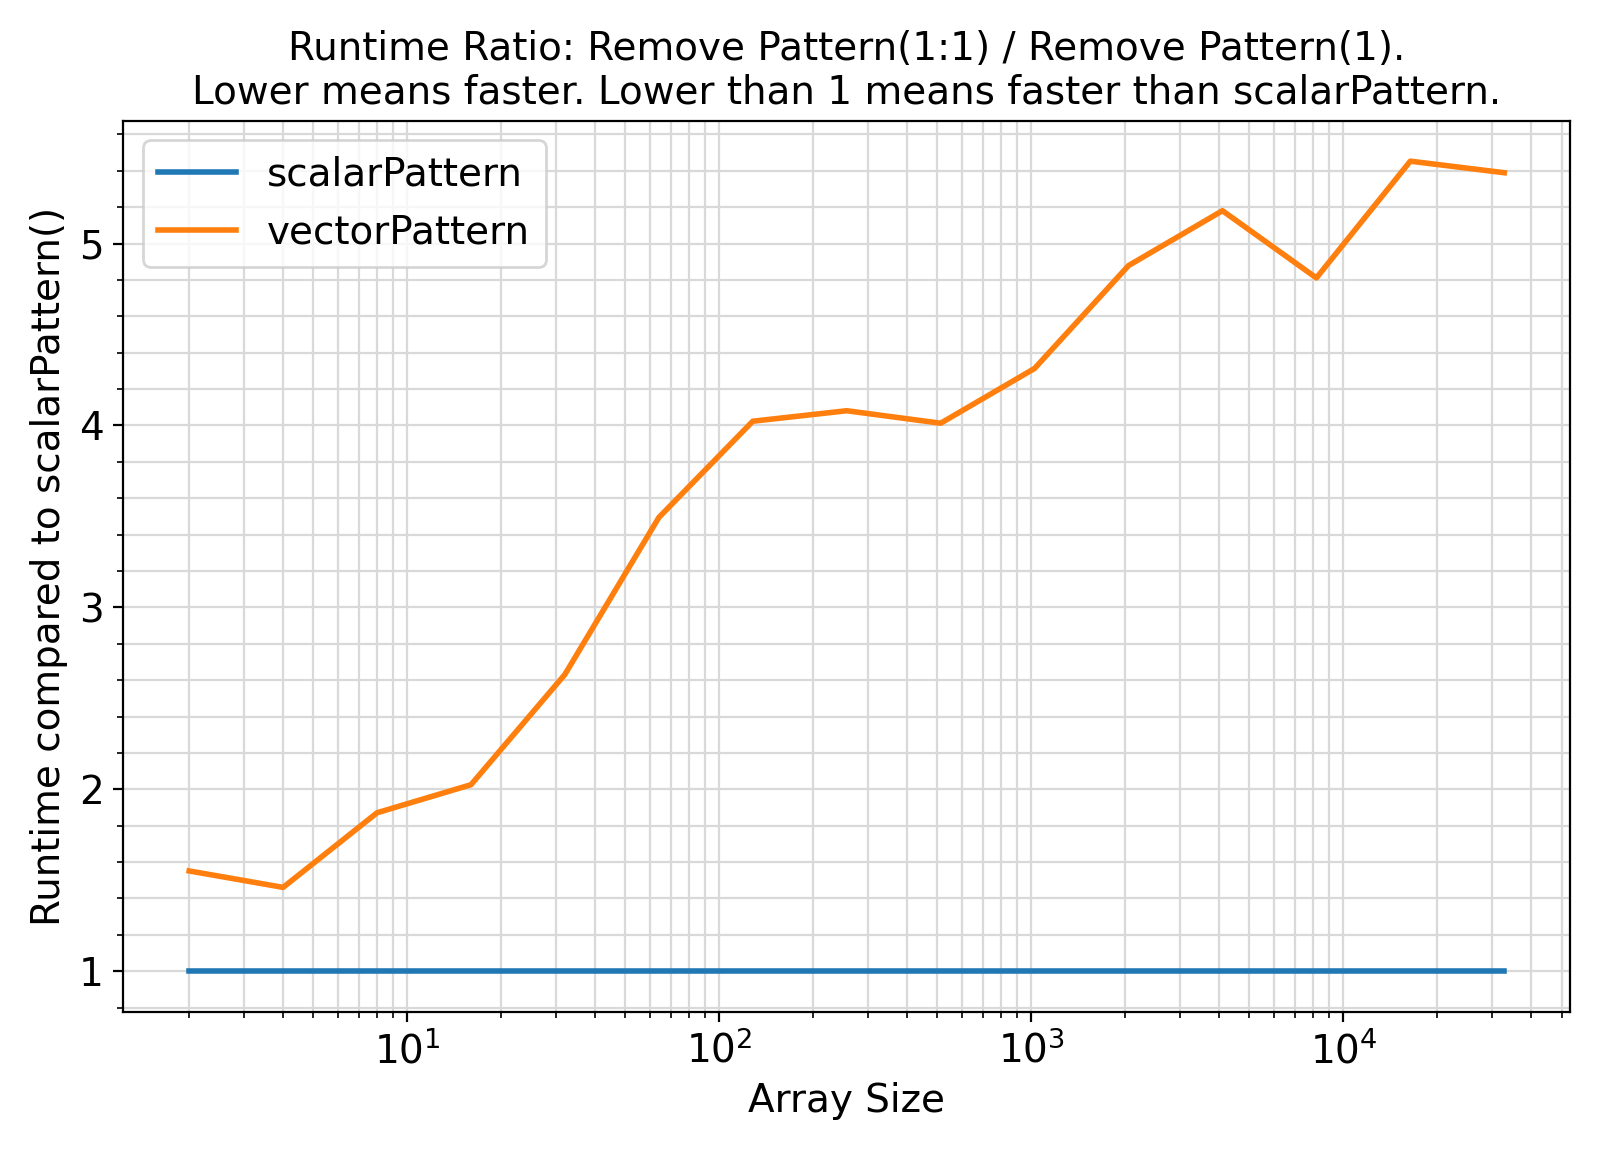 Runtime Ratio: Remove Pattern(1:1) / Remove Pattern(1).
Lower means faster. Lower than 1 means faster than scalarPattern.
scalarPattern
vectorPattern
Runtime compared to scalarPattern()
5
4
3
2
1
10¹
10²
10³
10⁴
Array Size